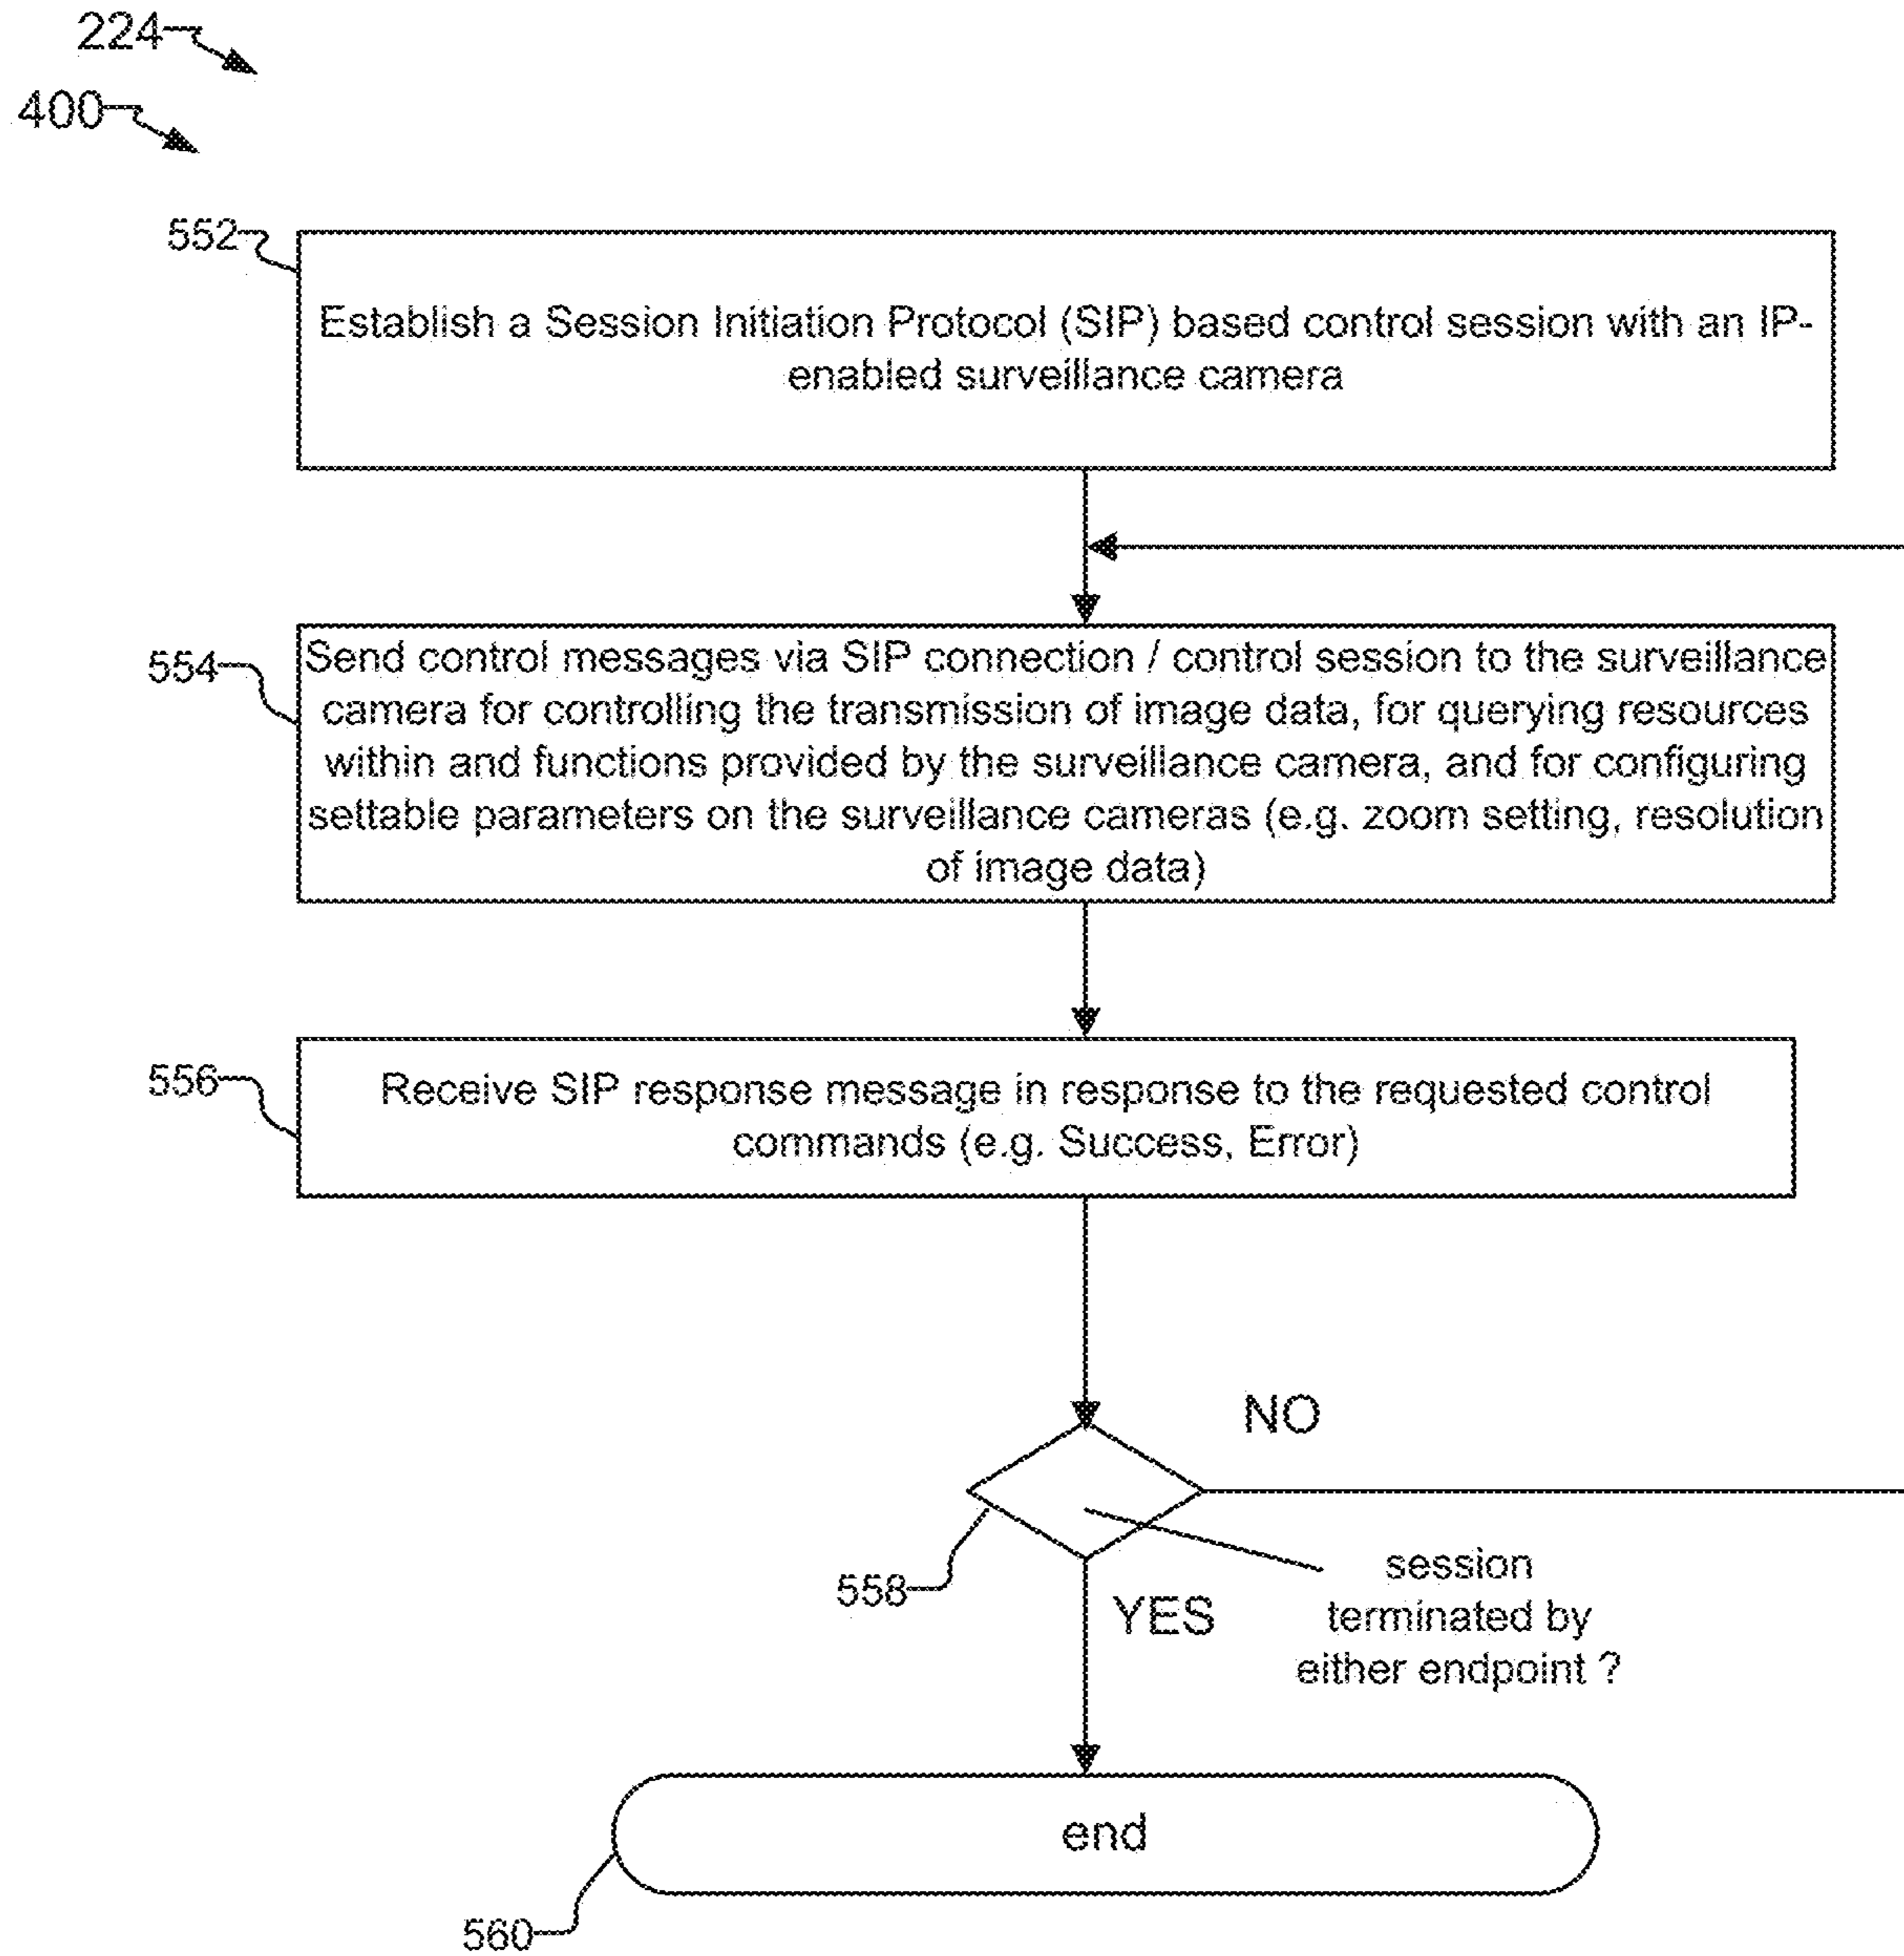 224
400
552
Establish a Session Initiation Protocol (SIP) based control session with an IP-
enabled surveillance camera
554
Send control messages via SIP connection / control session to the surveillance
camera for controlling the transmission of image data, for querying resources
within and functions provided by the surveillance camera, and for configuring
settable parameters on the surveillance cameras (e.g. zoom setting, resolution
of image data)
556
Receive SIP response message in response to the requested control
commands (e.g. Success, Error)
NO
558
YES
session
terminated by
either endpoint ?
end
560